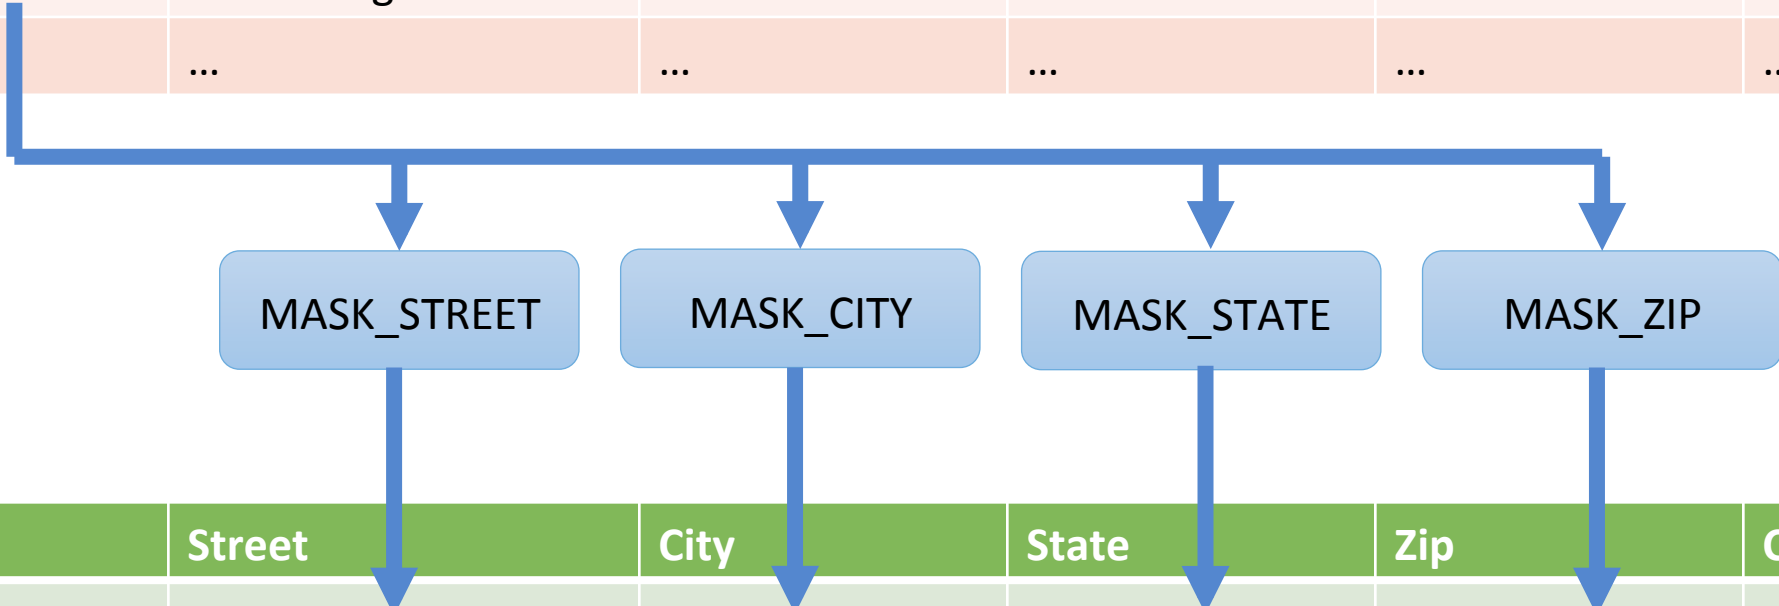 ... ... ... ...
MASK_STREET MASK_CITY MASK_STATE MASK_ZIP
Street City State Zip